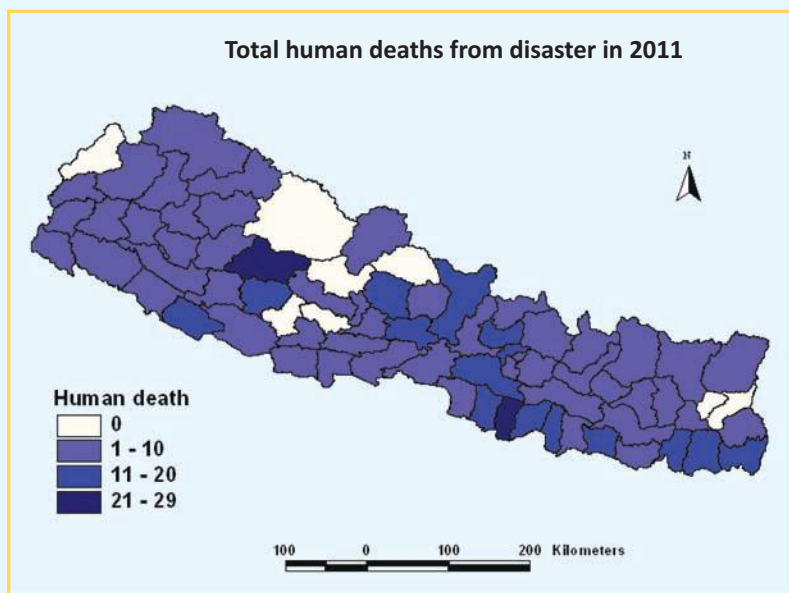 Total human deaths from disaster in 2011
N
Human death
0
1 - 10
11 - 20
21 - 29
100 0 100 200 Kilometers